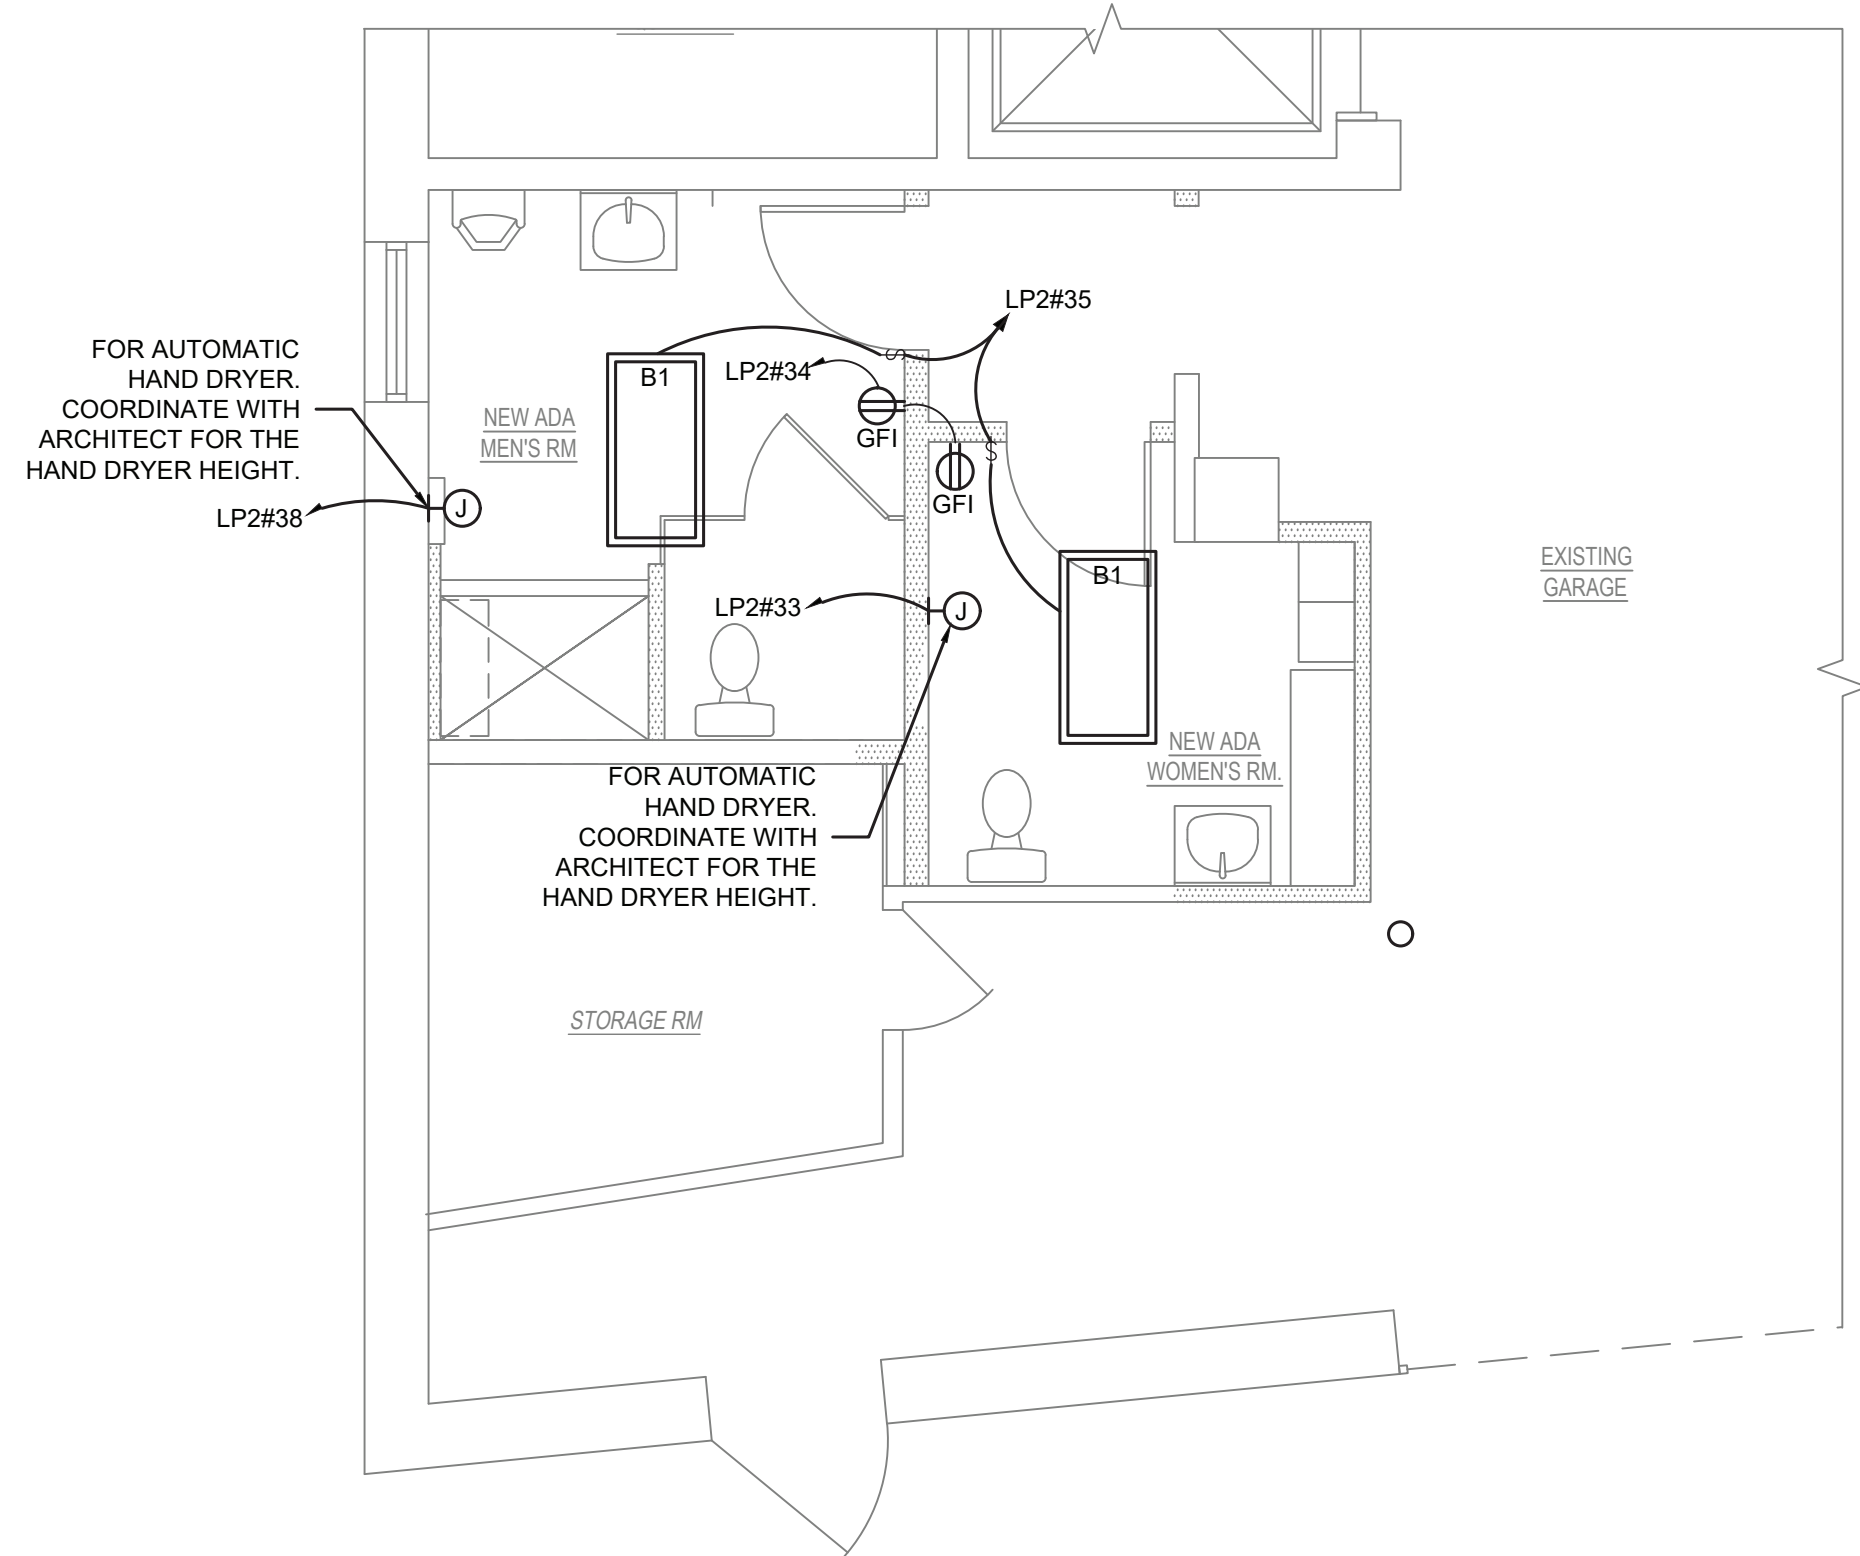 LP2#35
FOR AUTOMATIC
HAND DRYER.
COORDINATE WITH
ARCHITECT FOR THE
HAND DRYER HEIGHT.
B1
LP2#34
NEW ADA
MEN'S RM
GFI
S
S
GFI
LP2#38
J
EXISTING
GARAGE
B1
LP2#33
J
NEW ADA
WOMEN'S RM.
FOR AUTOMATIC
HAND DRYER.
COORDINATE WITH
ARCHITECT FOR THE
HAND DRYER HEIGHT.
STORAGE RM